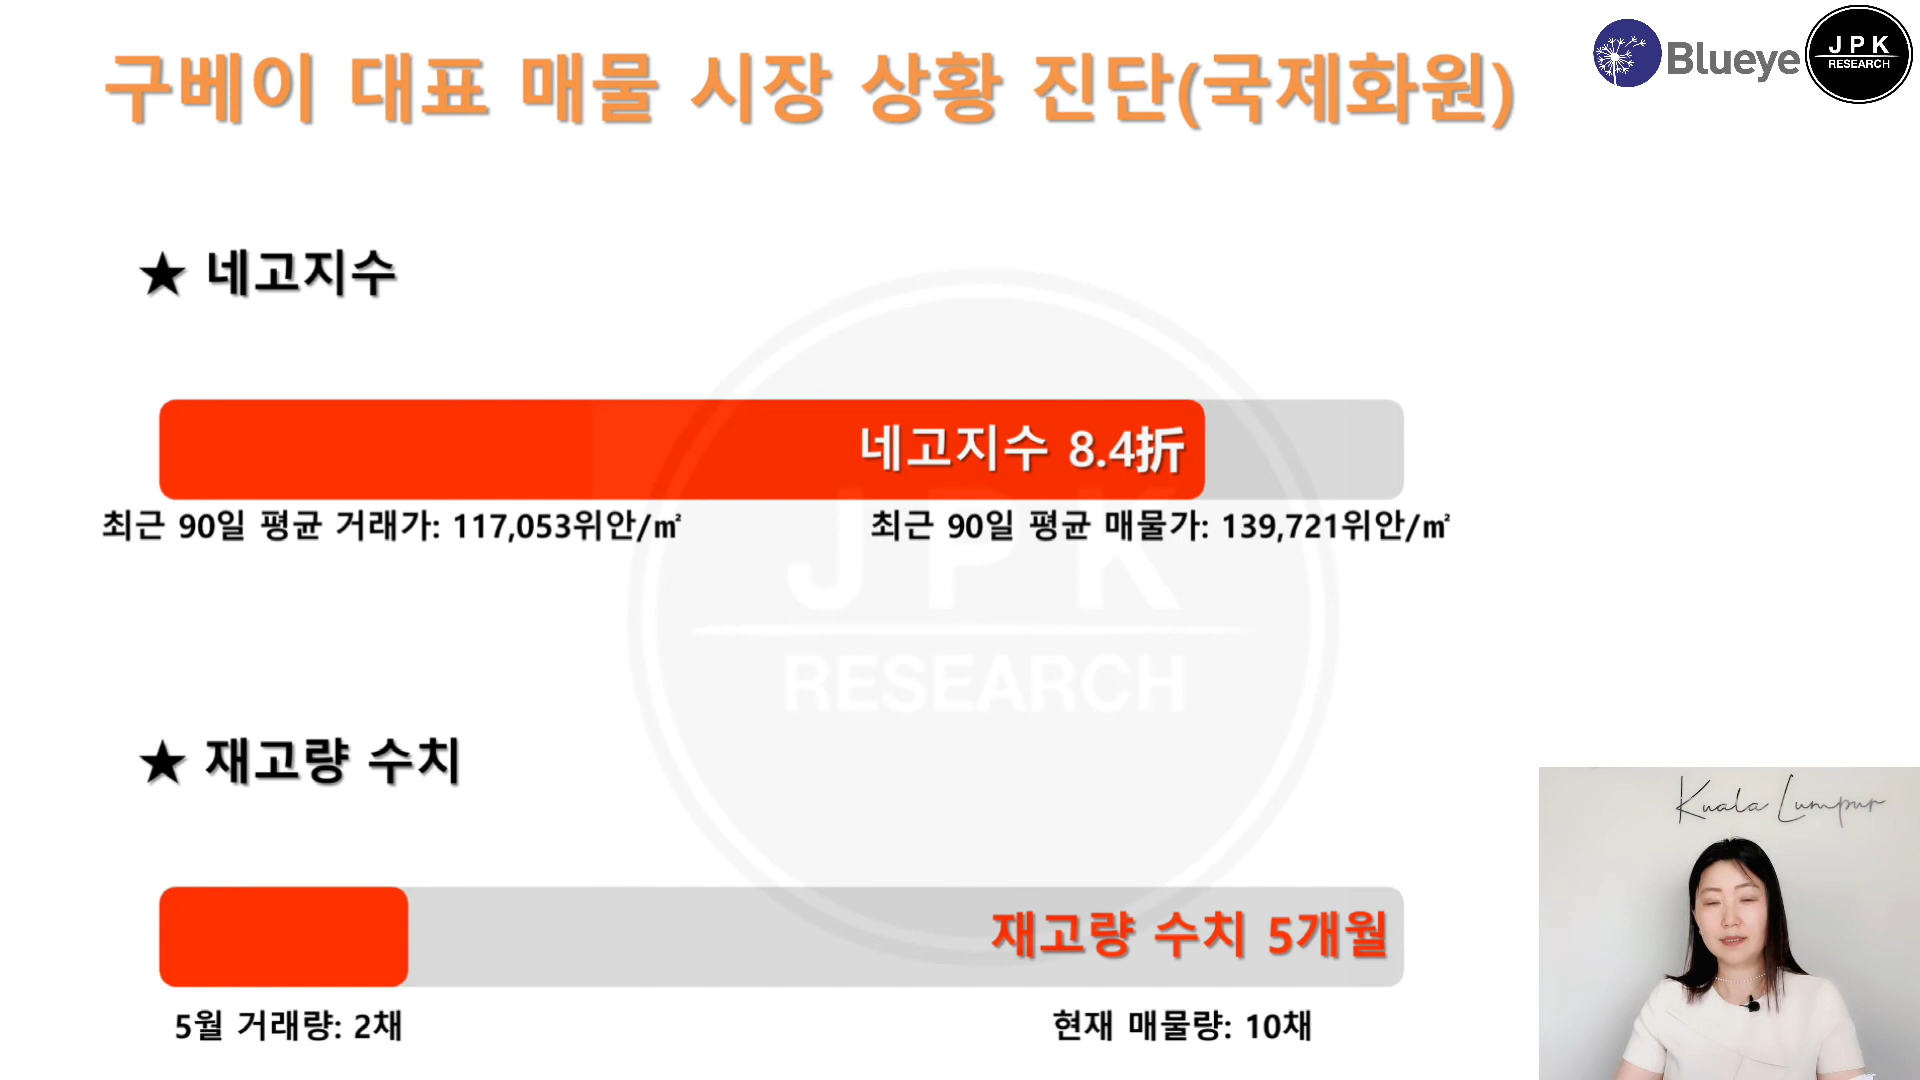 구베이 대표 매물 시장 상황 진단(국제화원)
Blueye
JPK
RESEARCH
★ 네고지수
네고지수 8.4折
최근 90일 평균 거래가: 117,053위안/㎡
최근 90일 평균 매물가: 139,721위안/㎡
JPK
RESEARCH
★ 재고량 수치
재고량 수치 5개월
5월 거래량: 2채
현재 매물량: 10채
Kuala Lumpur